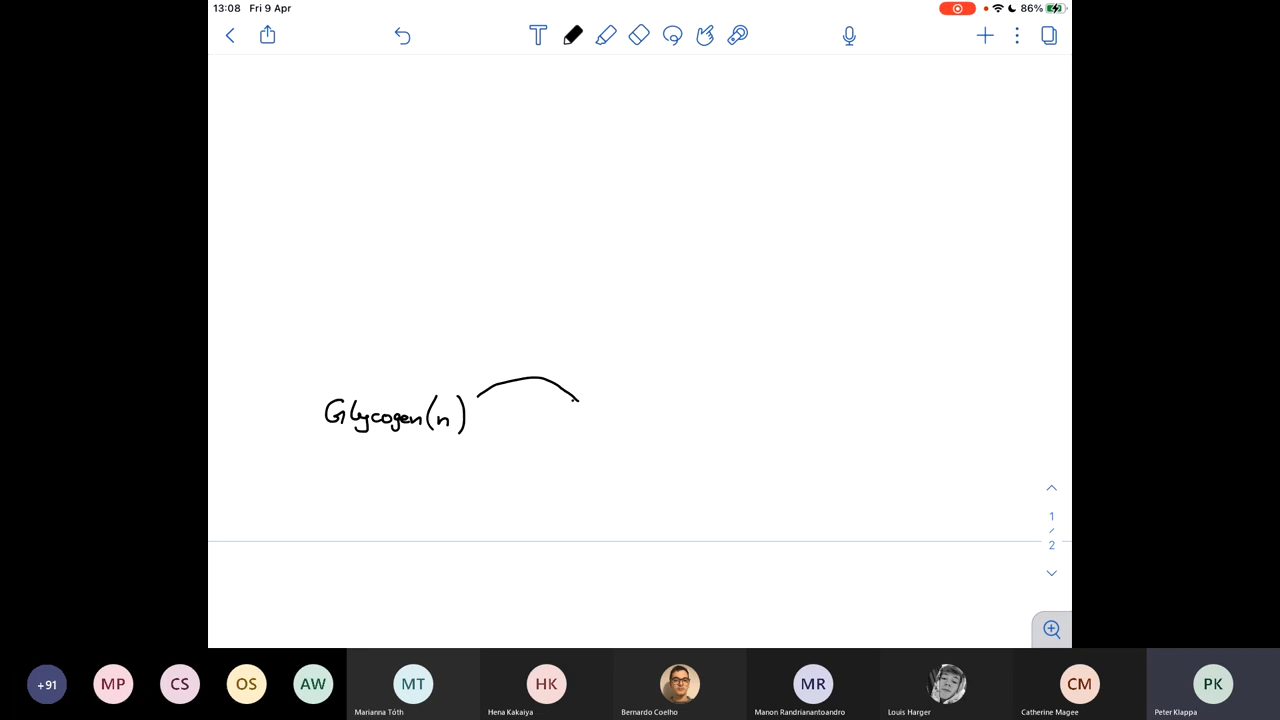 13:08 Fri 9 Apr
86%
T
Glycogen(n)
1
2
+91
MP
CS
OS
AW
MT
HK
MR
CM
PK
Marianna Tóth
Hena Kakaiya
Bernardo Coelho
Manon Randrianantoandro
Louis Harger
Catherine Magee
Peter Klappa